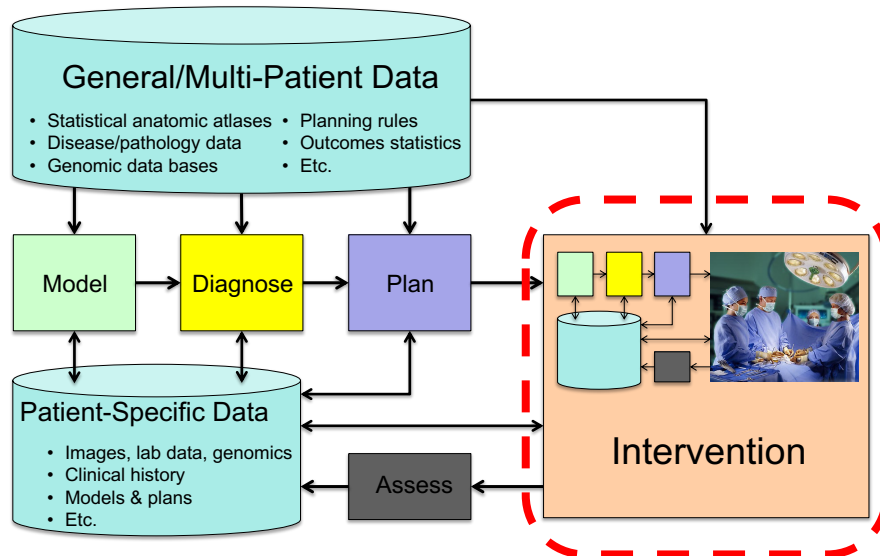 General/Multi-Patient Data
• Statistical anatomic atlases
• Disease/pathology data
• Genomic data bases
• Planning rules
• Outcomes statistics
• Etc.
Model
Diagnose
Plan
Patient-Specific Data
• Images, lab data, genomics
• Clinical history
• Models & plans
• Etc.
Assess
Intervention